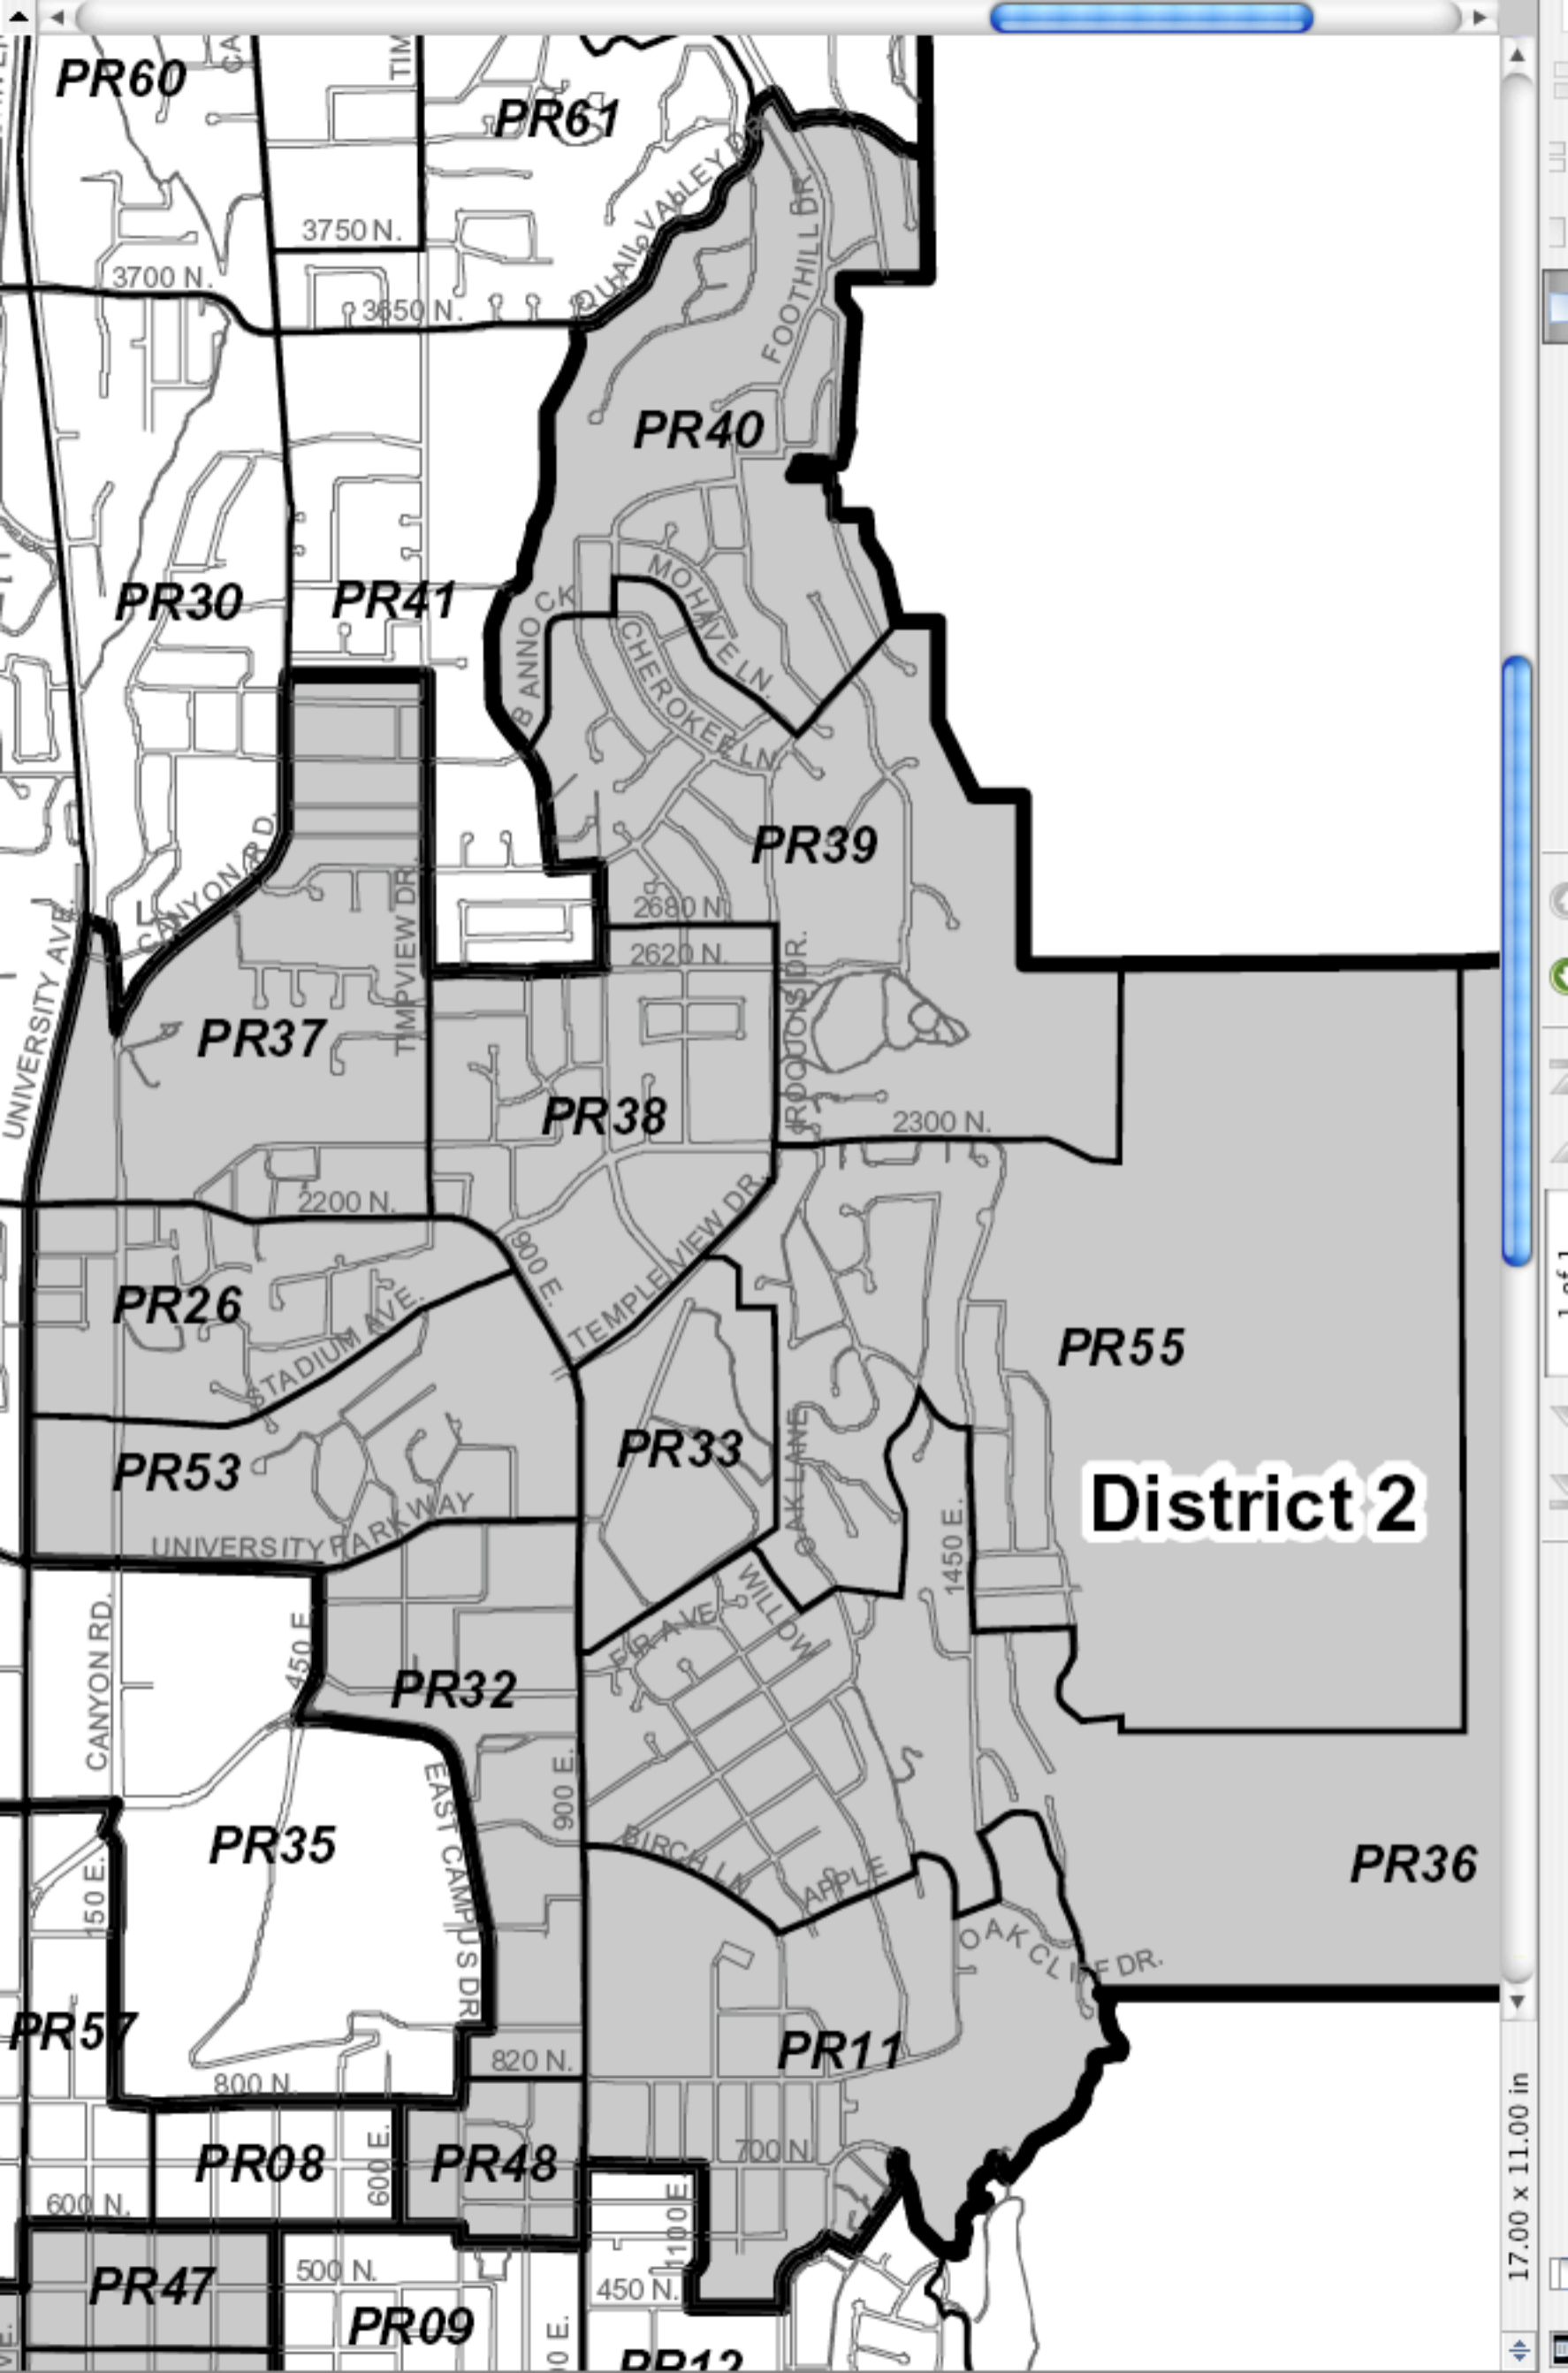 PR60
PR61
QUAIL VALLEY DR.
3750 N.
FOOTHILL DR.
3700 N.
3650 N.
PR40
MOHAVE LN.
PR30
PR41
BANNOCK
CHEROKEE LN.
PR39
CANYON RD.
TIMPVIEW DR.
2680 N.
2620 N.
UNIVERSITY AVE.
PR37
IROQUOIS DR.
PR38
2300 N.
2200 N.
900 E.
TEMPLE VIEW DR.
PR26
STADIUM AVE.
PR55
PR33
PR53
OAK LANE
District 2
UNIVERSITY PARKWAY
1450 E.
CANYON RD.
450 E.
FIR AVE.
WILLOW
PR32
900 E.
EAST CAMPUS DR.
PR35
BIRCH LN.
APPLE
PR36
150 E.
OAK CLIFF DR.
PR57
PR11
820 N.
800 N.
PR08
600 E.
PR48
700 N.
600 N.
1100 E.
PR47
500 N.
450 N.
PR09
PR12
17.00 x 11.00 in